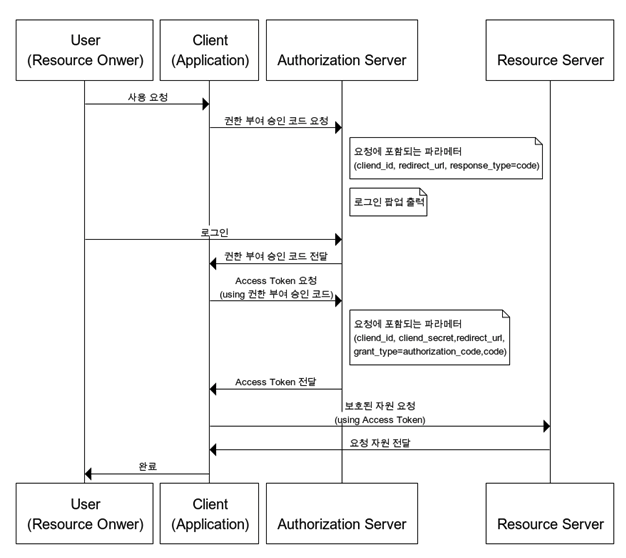 User
(Resource Onwer)
Client
(Application)
Authorization Server
Resource Server
사용 요청
권한 부여 승인 코드 요청
요청에 포함되는 파라메터
(cliend_id, redirect_url, response_type=code)
로그인 팝업 출력
로그인
권한 부여 승인 코드 전달
Access Token 요청
(using 권한 부여 승인 코드)
요청에 포함되는 파라메터
(cliend_id, cliend_secret,redirect_url,
grant_type=authorization_code,code)
Access Token 전달
보호된 자원 요청
(using Access Token)
요청 자원 전달
완료
User
(Resource Onwer)
Client
(Application)
Authorization Server
Resource Server